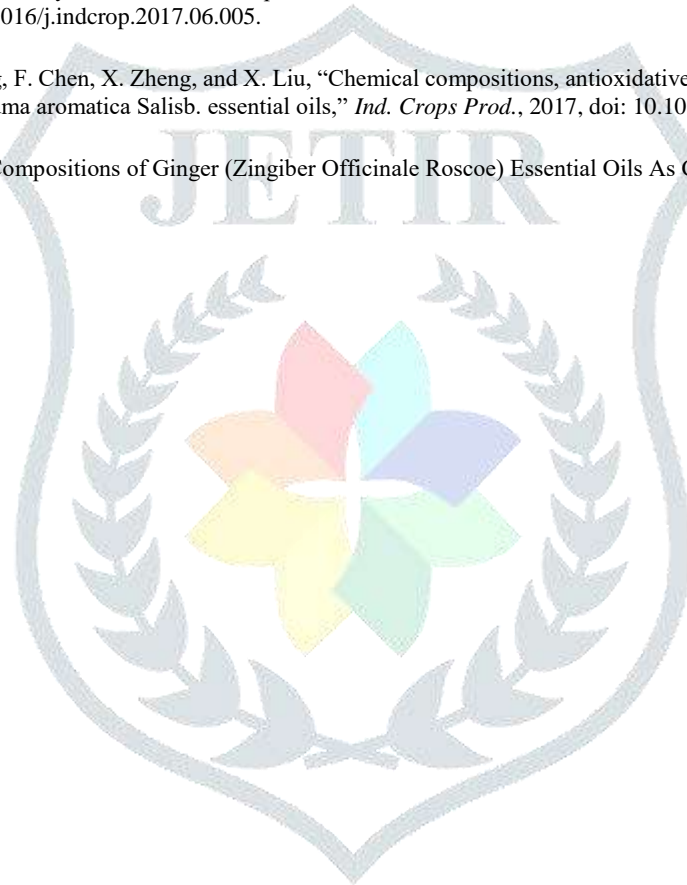 016/j.indcrop.2017.06.005.
, F. Chen, X. Zheng, and X. Liu, “Chemical compositions, antioxidative
ma aromatica Salisb. essential oils,” Ind. Crops Prod., 2017, doi: 10.10
Compositions of Ginger (Zingiber Officinale Roscoe) Essential Oils As
JETIR